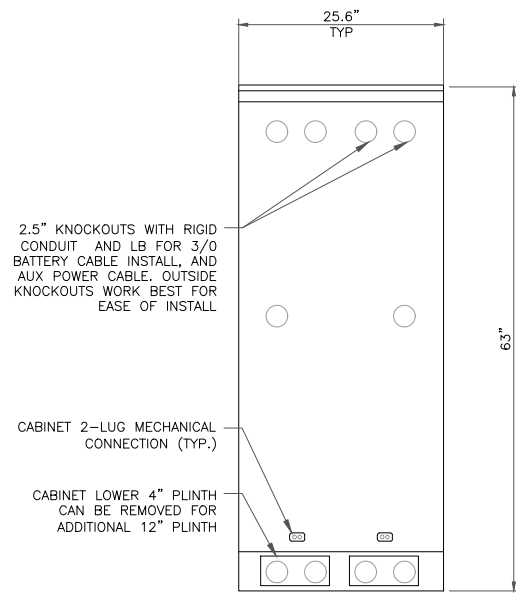 25.6"
TYP
2.5" KNOCKOUTS WITH RIGID
CONDUIT AND LB FOR 3/0
BATTERY CABLE INSTALL, AND
AUX POWER CABLE. OUTSIDE
KNOCKOUTS WORK BEST FOR
EASE OF INSTALL
63"
CABINET 2-LUG MECHANICAL
CONNECTION (TYP.)
CABINET LOWER 4" PLINTH
CAN BE REMOVED FOR
ADDITIONAL 12" PLINTH